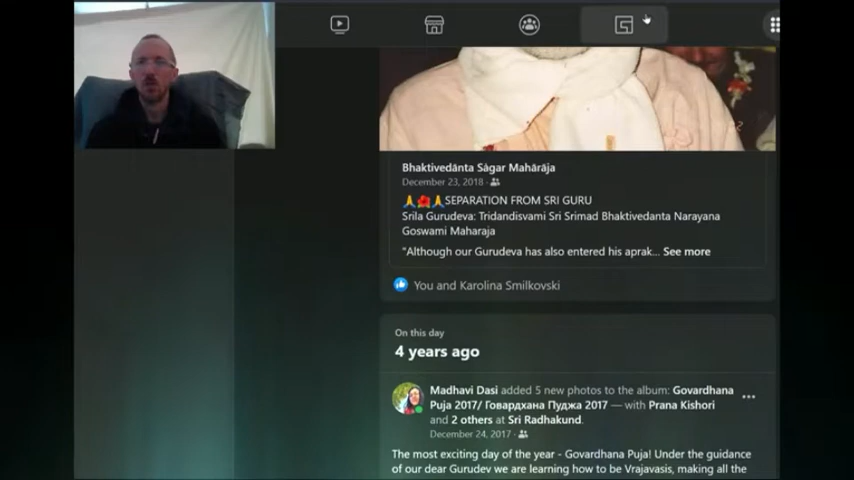 Bhaktivedānta Sāgar Mahārāja
December 23, 2018 ·
🙏🌺🙏SEPARATION FROM SRI GURU
Srila Gurudeva: Tridandisvami Sri Srimad Bhaktivedanta Narayana
Goswami Maharaja
"Although our Gurudeva has also entered his aprak... See more
You and Karolina Smilkovski
On this day
4 years ago
Madhavi Dasi added 5 new photos to the album: Govardhana
Puja 2017/ Говардхана Пуджа 2017 — with Prana Kishori
and 2 others at Sri Radhakund.
December 24, 2017 ·
The most exciting day of the year - Govardhana Puja! Under the guidance
of our dear Gurudev we are learning how to be Vrajavasis, making all the